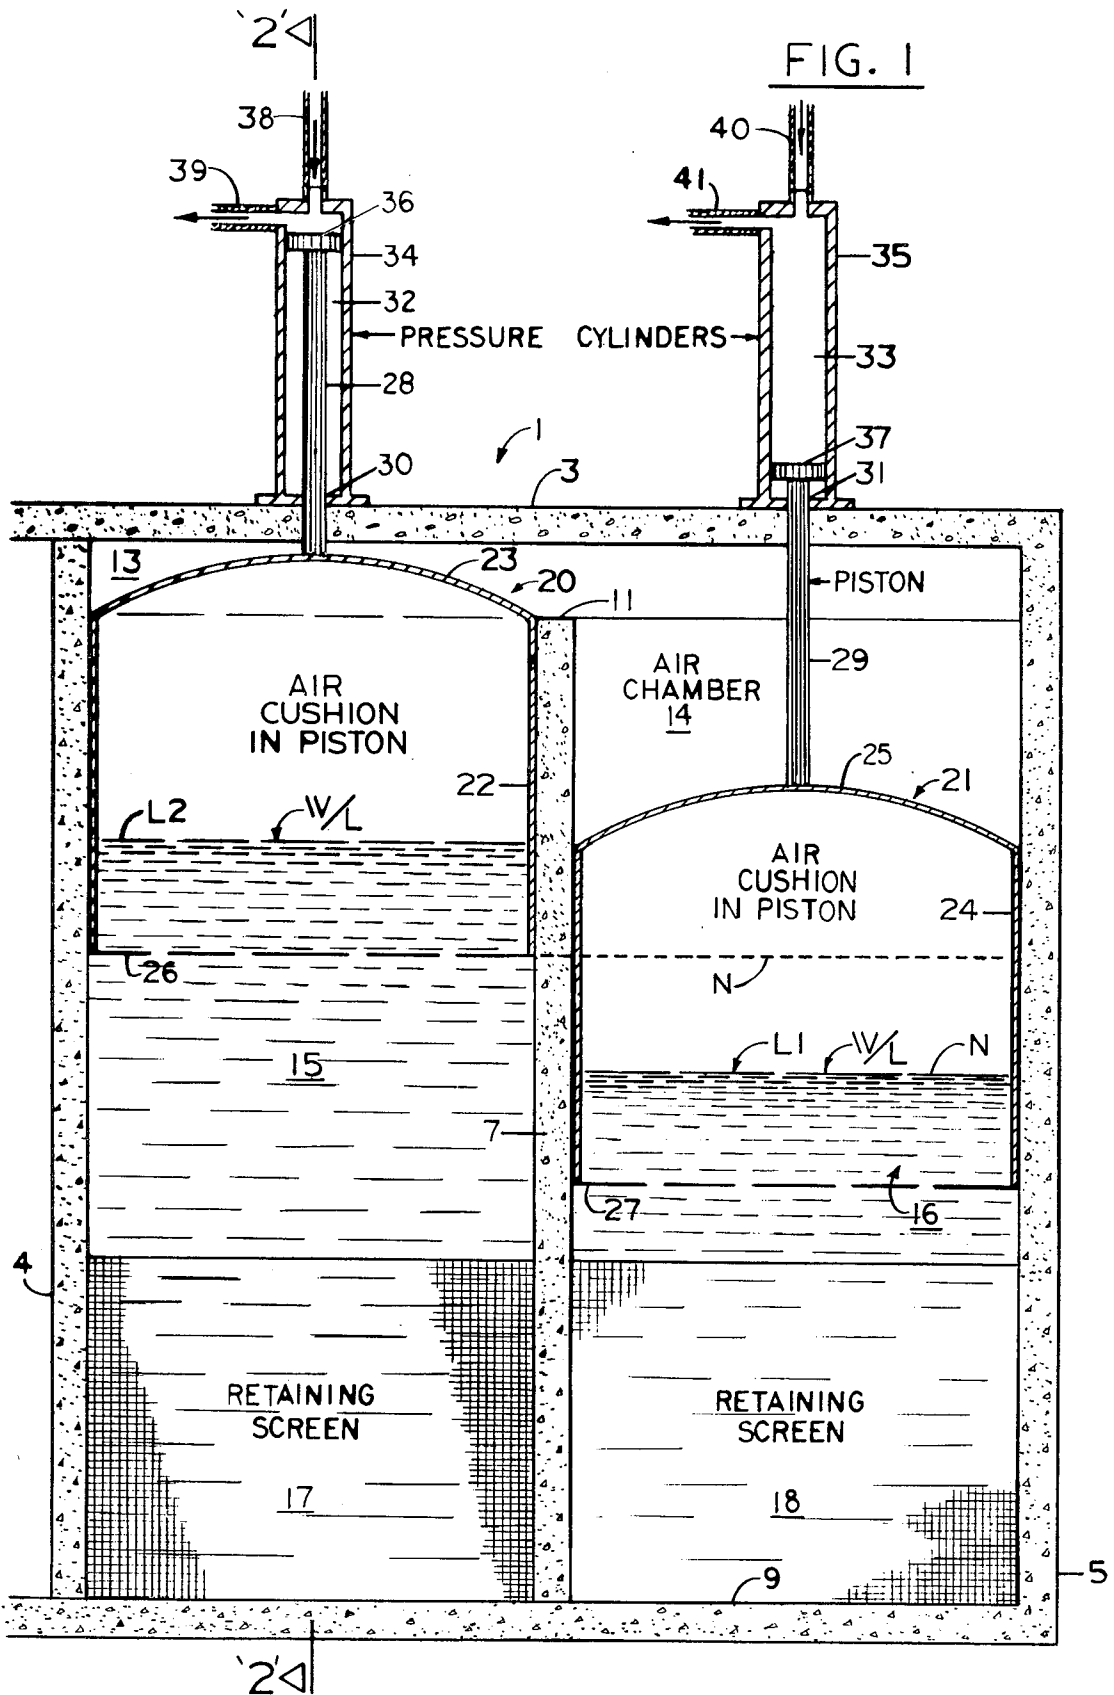 '2'
FIG. 1
38
40
39
41
36
34
35
32
PRESSURE CYLINDERS
33
28
37
1
30
3
31
13
23
20
PISTON
11
AIR
CHAMBER
14
29
AIR
CUSHION
IN PISTON
25
21
22
L2
W/L
AIR
CUSHION
IN PISTON
24
26
N
15
L1
W/L
N
7
27
16
4
RETAINING
SCREEN
RETAINING
SCREEN
17
18
9
5
'2'